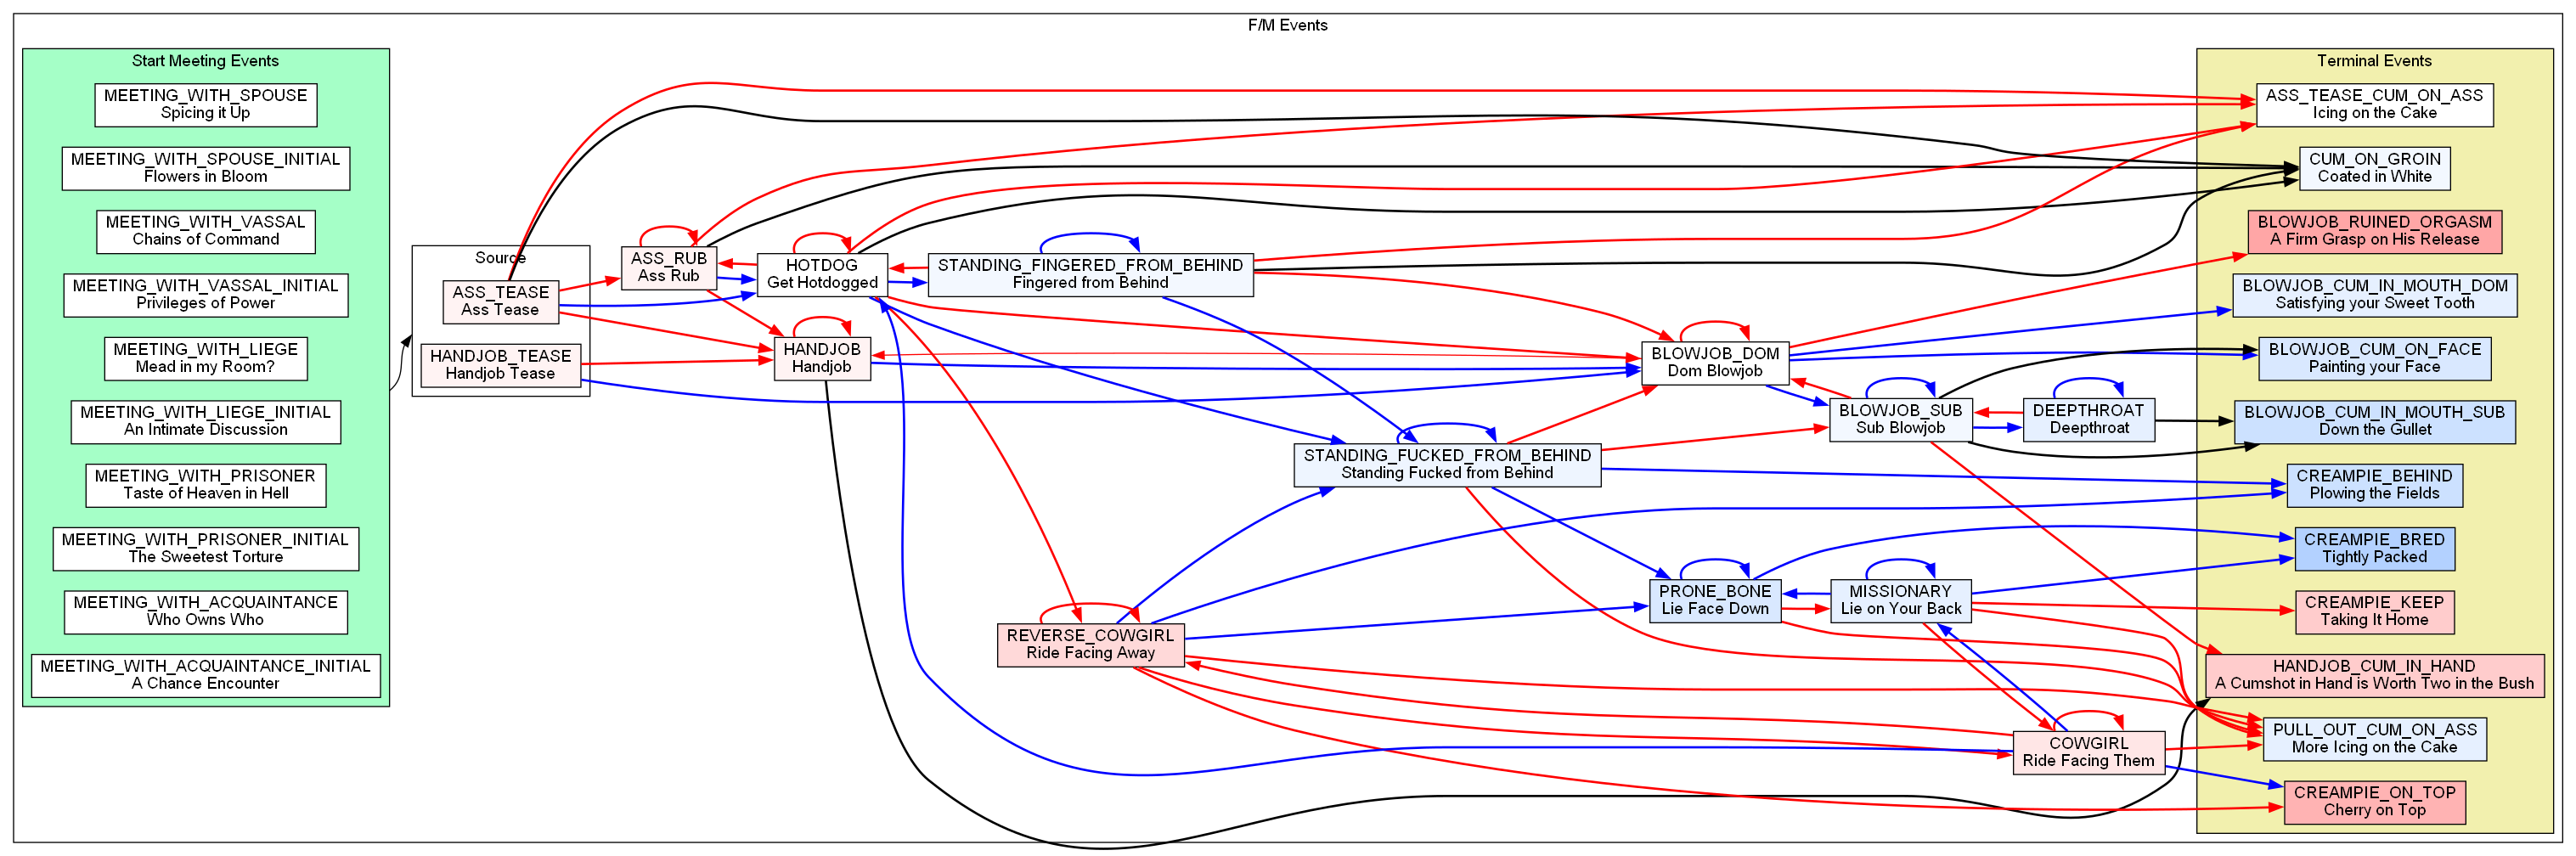 F/M Events
Start Meeting Events
MEETING_WITH_SPOUSE
Spicing it Up
MEETING_WITH_SPOUSE_INITIAL
Flowers in Bloom
MEETING_WITH_VASSAL
Chains of Command
MEETING_WITH_VASSAL_INITIAL
Privileges of Power
MEETING_WITH_LIEGE
Mead in my Room?
MEETING_WITH_LIEGE_INITIAL
An Intimate Discussion
MEETING_WITH_PRISONER
Taste of Heaven in Hell
MEETING_WITH_PRISONER_INITIAL
The Sweetest Torture
MEETING_WITH_ACQUAINTANCE
Who Owns Who
MEETING_WITH_ACQUAINTANCE_INITIAL
A Chance Encounter
Source
ASS_TEASE
Ass Tease
HANDJOB_TEASE
Handjob Tease
ASS_RUB
Ass Rub
HOTDOG
Get Hotdogged
HANDJOB
Handjob
STANDING_FINGERED_FROM_BEHIND
Fingered from Behind
REVERSE_COWGIRL
Ride Facing Away
STANDING_FUCKED_FROM_BEHIND
Standing Fucked from Behind
BLOWJOB_DOM
Dom Blowjob
PRONE_BONE
Lie Face Down
BLOWJOB_SUB
Sub Blowjob
MISSIONARY
Lie on Your Back
DEEPTHROAT
Deepthroat
COWGIRL
Ride Facing Them
Terminal Events
ASS_TEASE_CUM_ON_ASS
Icing on the Cake
CUM_ON_GROIN
Coated in White
BLOWJOB_RUINED_ORGASM
A Firm Grasp on His Release
BLOWJOB_CUM_IN_MOUTH_DOM
Satisfying your Sweet Tooth
BLOWJOB_CUM_ON_FACE
Painting your Face
BLOWJOB_CUM_IN_MOUTH_SUB
Down the Gullet
CREAMPIE_BEHIND
Plowing the Fields
CREAMPIE_BRED
Tightly Packed
CREAMPIE_KEEP
Taking It Home
HANDJOB_CUM_IN_HAND
A Cumshot in Hand is Worth Two in the Bush
PULL_OUT_CUM_ON_ASS
More Icing on the Cake
CREAMPIE_ON_TOP
Cherry on Top